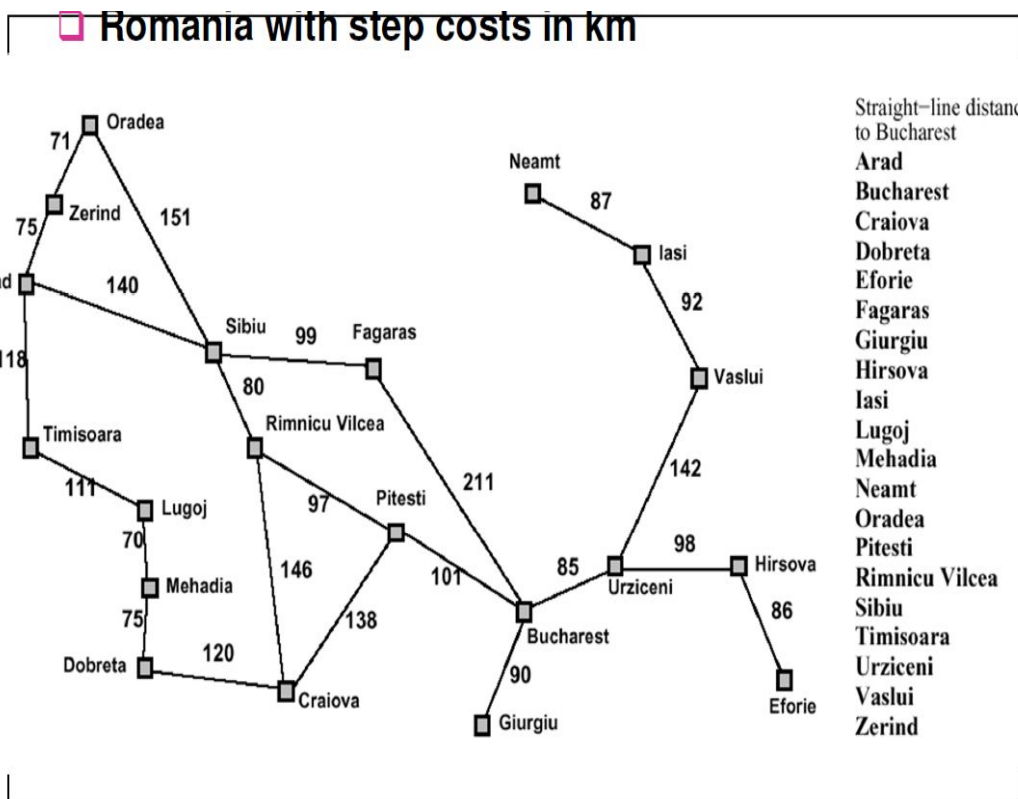 Romania with step costs in km
Oradea
71
Neamt
87
Zerind
151
75
Iasi
d
140
92
Sibiu
99
Fagaras
118
80
Vaslui
Rimnicu Vilcea
Timisoara
111
211
142
97
Pitesti
Lugoj
70
98
146
101
85
Hirsova
Urziceni
Mehadia
75
138
86
Bucharest
120
Dobreta
90
Craiova
Eforie
Giurgiu
Straight-line distanc
to Bucharest
Arad
Bucharest
Craiova
Dobreta
Eforie
Fagaras
Giurgiu
Hirsova
Iasi
Lugoj
Mehadia
Neamt
Oradea
Pitesti
Rimnicu Vilcea
Sibiu
Timisoara
Urziceni
Vaslui
Zerind